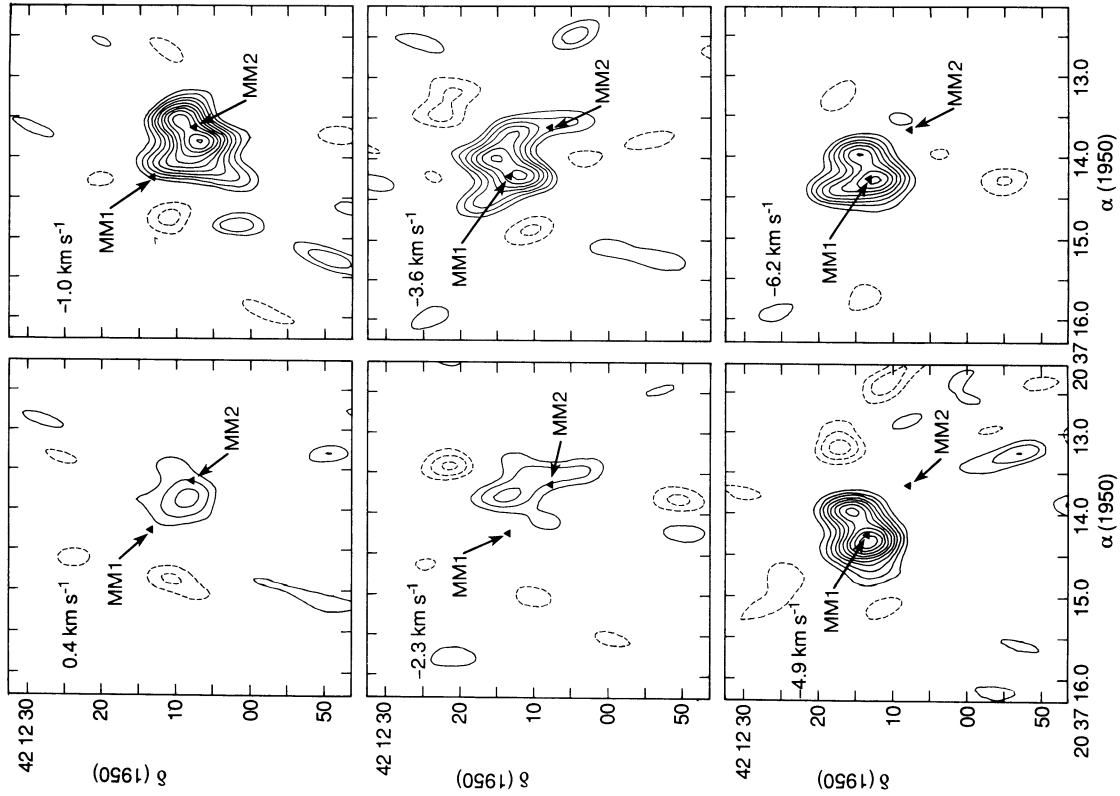 42 12 30
20
10
00
50
δ (1950)
0.4 km s⁻¹
MM1
MM2
−1.0 km s⁻¹
MM1
MM2
42 12 30
20
10
00
50
δ (1950)
−2.3 km s⁻¹
MM1
MM2
−3.6 km s⁻¹
MM1
MM2
42 12 30
20
10
00
50
δ (1950)
−4.9 km s⁻¹
MM1
MM2
−6.2 km s⁻¹
MM1
MM2
20 37 16.0 15.0 14.0 13.0
α (1950)
20 37 16.0 15.0 14.0 13.0
α (1950)